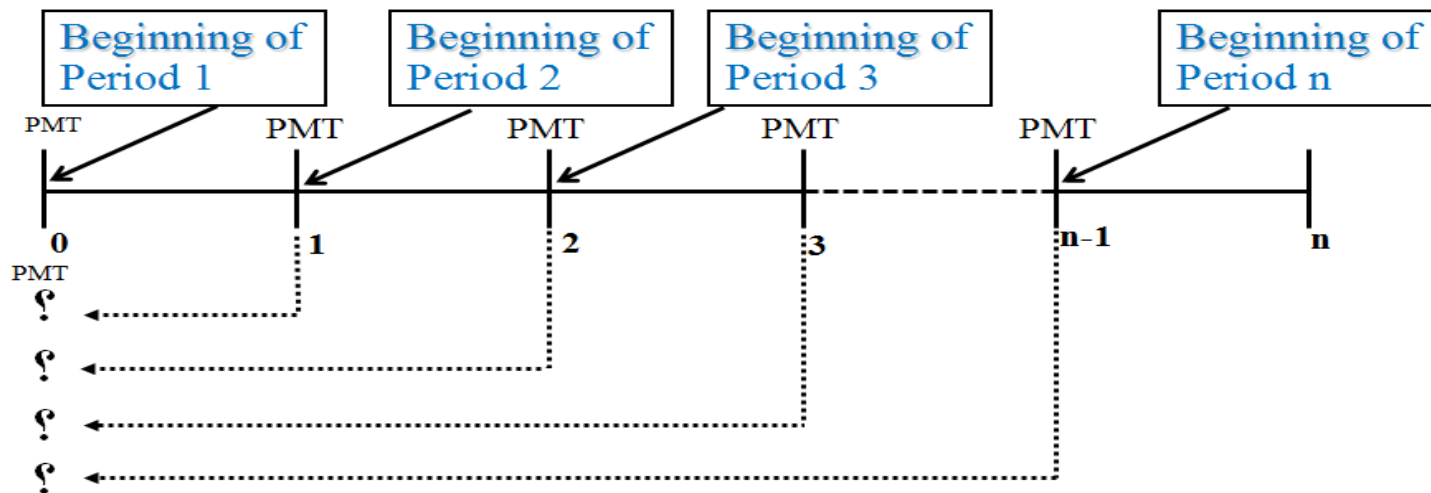 Beginning of
Period 1
Beginning of
Period 2
Beginning of
Period 3
Beginning of
Period n
PMT PMT PMT PMT PMT
0 1 2 3 n-1 n
PMT
؟
؟
؟
؟